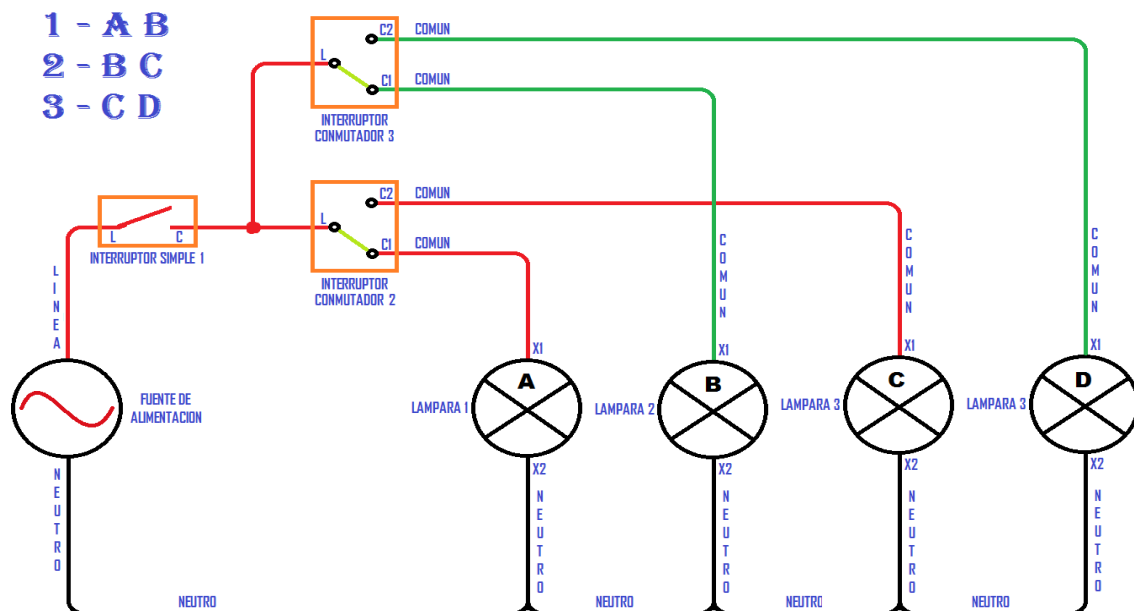 1 - A B
2 - B C
3 - C D
C2
COMUN
L
C1
COMUN
INTERRUPTOR
CONMUTADOR 3
C2
COMUN
L
C1
COMUN
INTERRUPTOR
CONMUTADOR 2
L
C
INTERRUPTOR SIMPLE 1
LINEA
COMUN
COMUN
COMUN
X1
X1
X1
X1
A
B
C
D
FUENTE DE
ALIMENTACION
LAMPARA 1
LAMPARA 2
LAMPARA 3
LAMPARA 3
X2
X2
X2
X2
NEUTRO
NEUTRO
NEUTRO
NEUTRO
NEUTRO
NEUTRO
NEUTRO
NEUTRO
NEUTRO